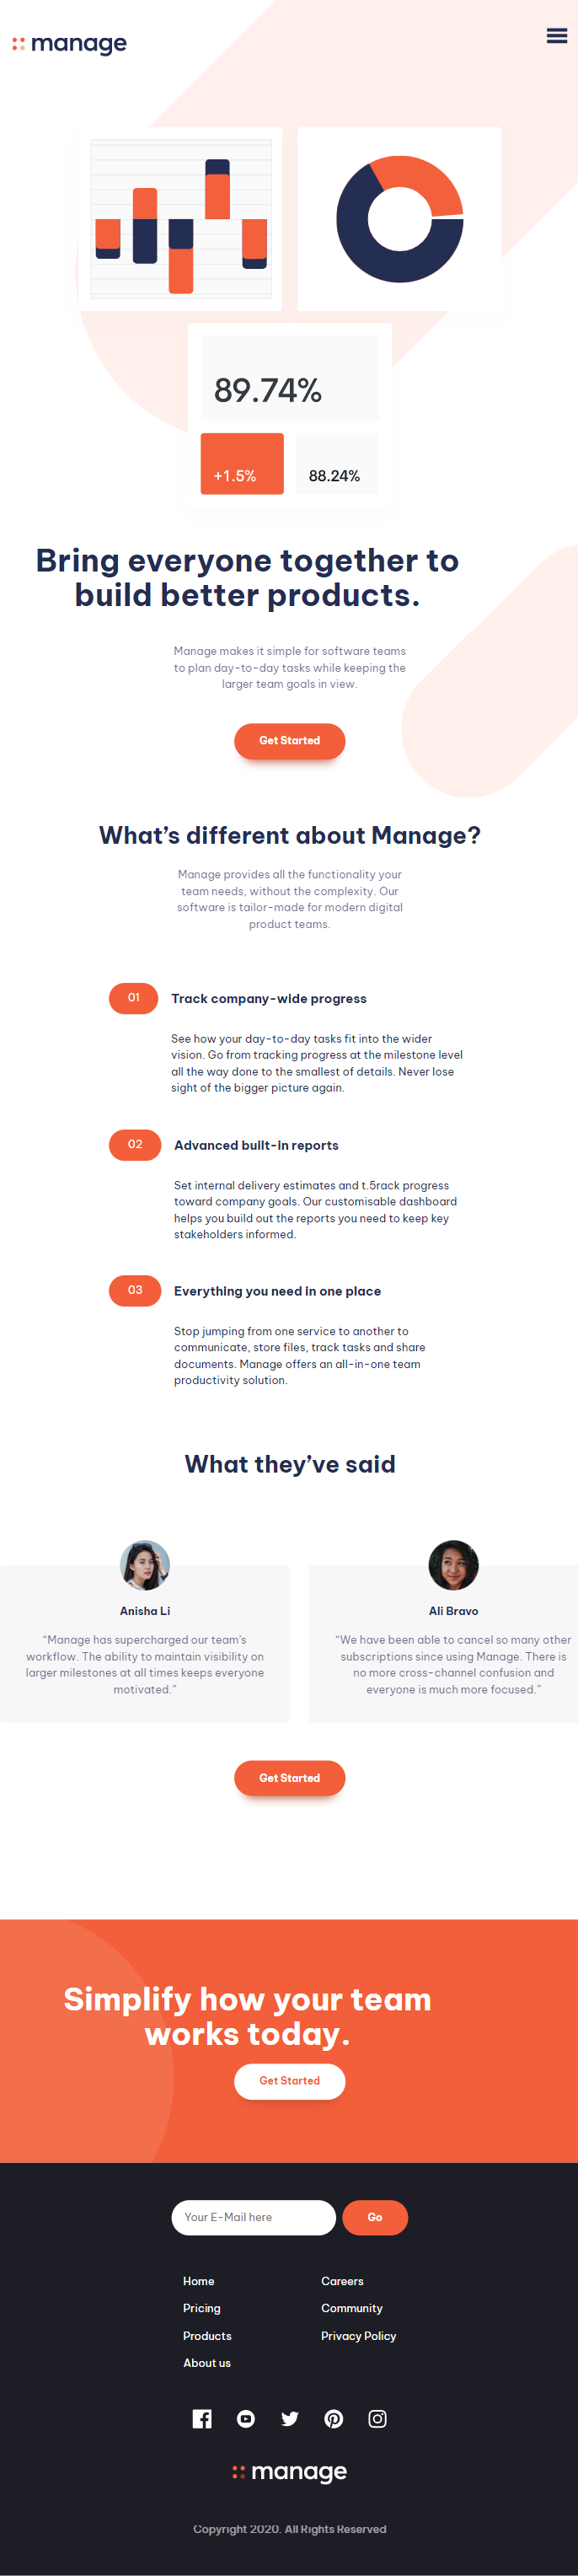 manage
89.74%
+1.5%
88.24%
Bring everyone together to
build better products.
Manage makes it simple for software teams
to plan day-to-day tasks while keeping the
larger team goals in view.
Get Started
What’s different about Manage?
Manage provides all the functionality your
team needs, without the complexity. Our
software is tailor-made for modern digital
product teams.
01
Track company-wide progress
See how your day-to-day tasks fit into the wider
vision. Go from tracking progress at the milestone level
all the way done to the smallest of details. Never lose
sight of the bigger picture again.
02
Advanced built-in reports
Set internal delivery estimates and t.5rack progress
toward company goals. Our customisable dashboard
helps you build out the reports you need to keep key
stakeholders informed.
03
Everything you need in one place
Stop jumping from one service to another to
communicate, store files, track tasks and share
documents. Manage offers an all-in-one team
productivity solution.
What they’ve said
Anisha Li
“Manage has supercharged our team’s
workflow. The ability to maintain visibility on
larger milestones at all times keeps everyone
motivated.”
Ali Bravo
“We have been able to cancel so many other
subscriptions since using Manage. There is
no more cross-channel confusion and
everyone is much more focused.”
Get Started
Simplify how your team
works today.
Get Started
Your E-Mail here
Go
Home
Pricing
Products
About us
Careers
Community
Privacy Policy
manage
Copyright 2020. All Rights Reserved